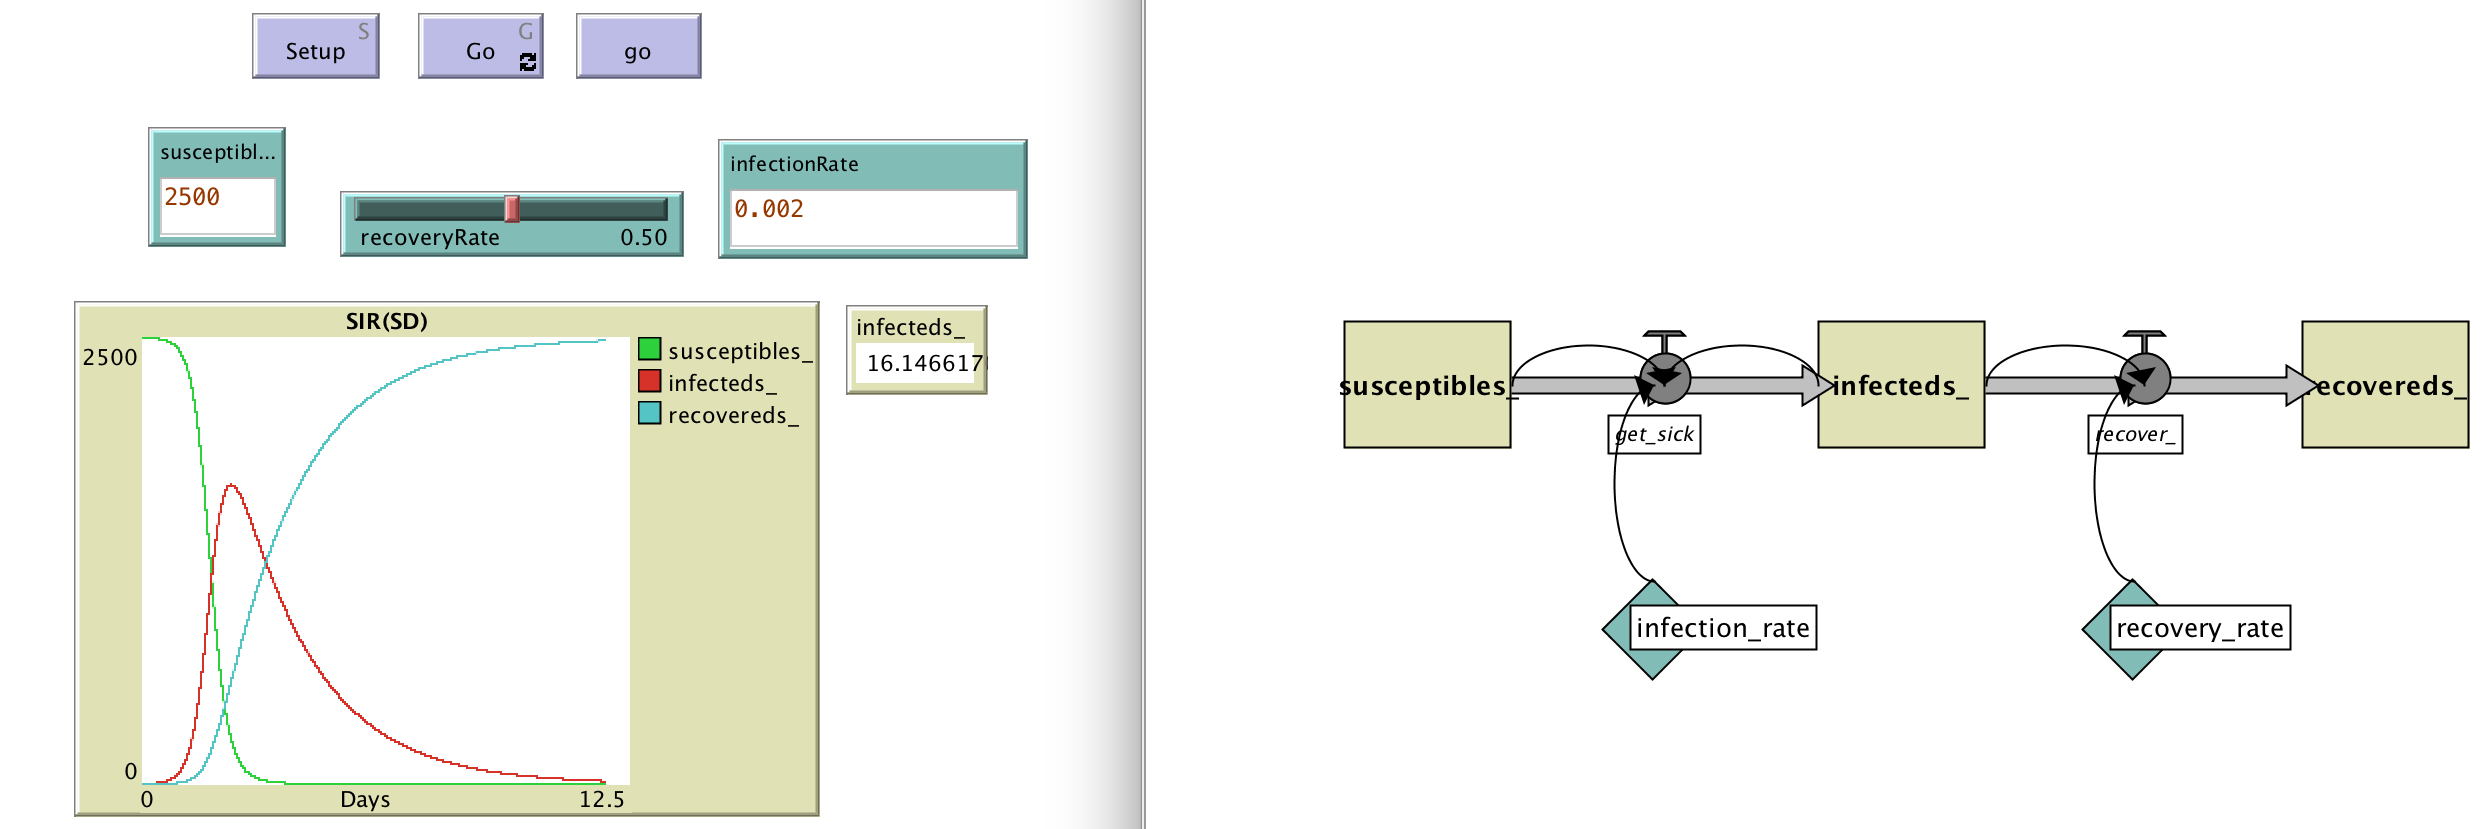 S
Setup
G
Go
go
susceptibl...
2500
recoveryRate 0.50
infectionRate
0.002
SIR(SD)
2500
0
0 Days 12.5
susceptibles_
infecteds_
recovereds_
infecteds_
16.146617
susceptibles_
get_sick
infecteds_
recover_
ecovereds_
infection_rate
recovery_rate